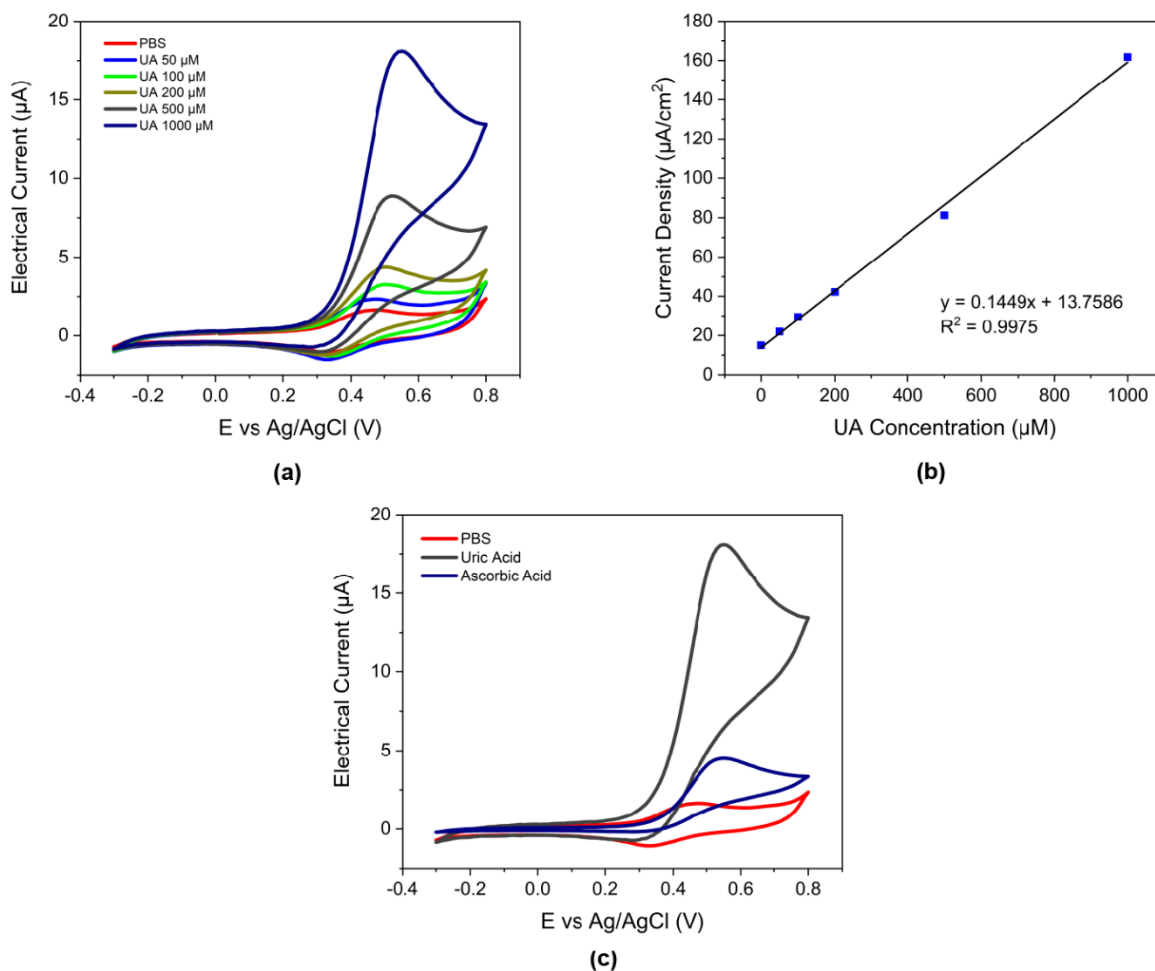 20
15
10
5
0
Electrical Current (µA)
PBS
UA 50 µM
UA 100 µM
UA 200 µM
UA 500 µM
UA 1000 µM
-0.4 -0.2 0.0 0.2 0.4 0.6 0.8
E vs Ag/AgCl (V)
(a)
180
160
140
120
100
80
60
40
20
0
Current Density (µA/cm²)
y = 0.1449x + 13.7586
R² = 0.9975
0 200 400 600 800 1000
UA Concentration (µM)
(b)
20
15
10
5
0
Electrical Current (µA)
PBS
Uric Acid
Ascorbic Acid
-0.4 -0.2 0.0 0.2 0.4 0.6 0.8
E vs Ag/AgCl (V)
(c)